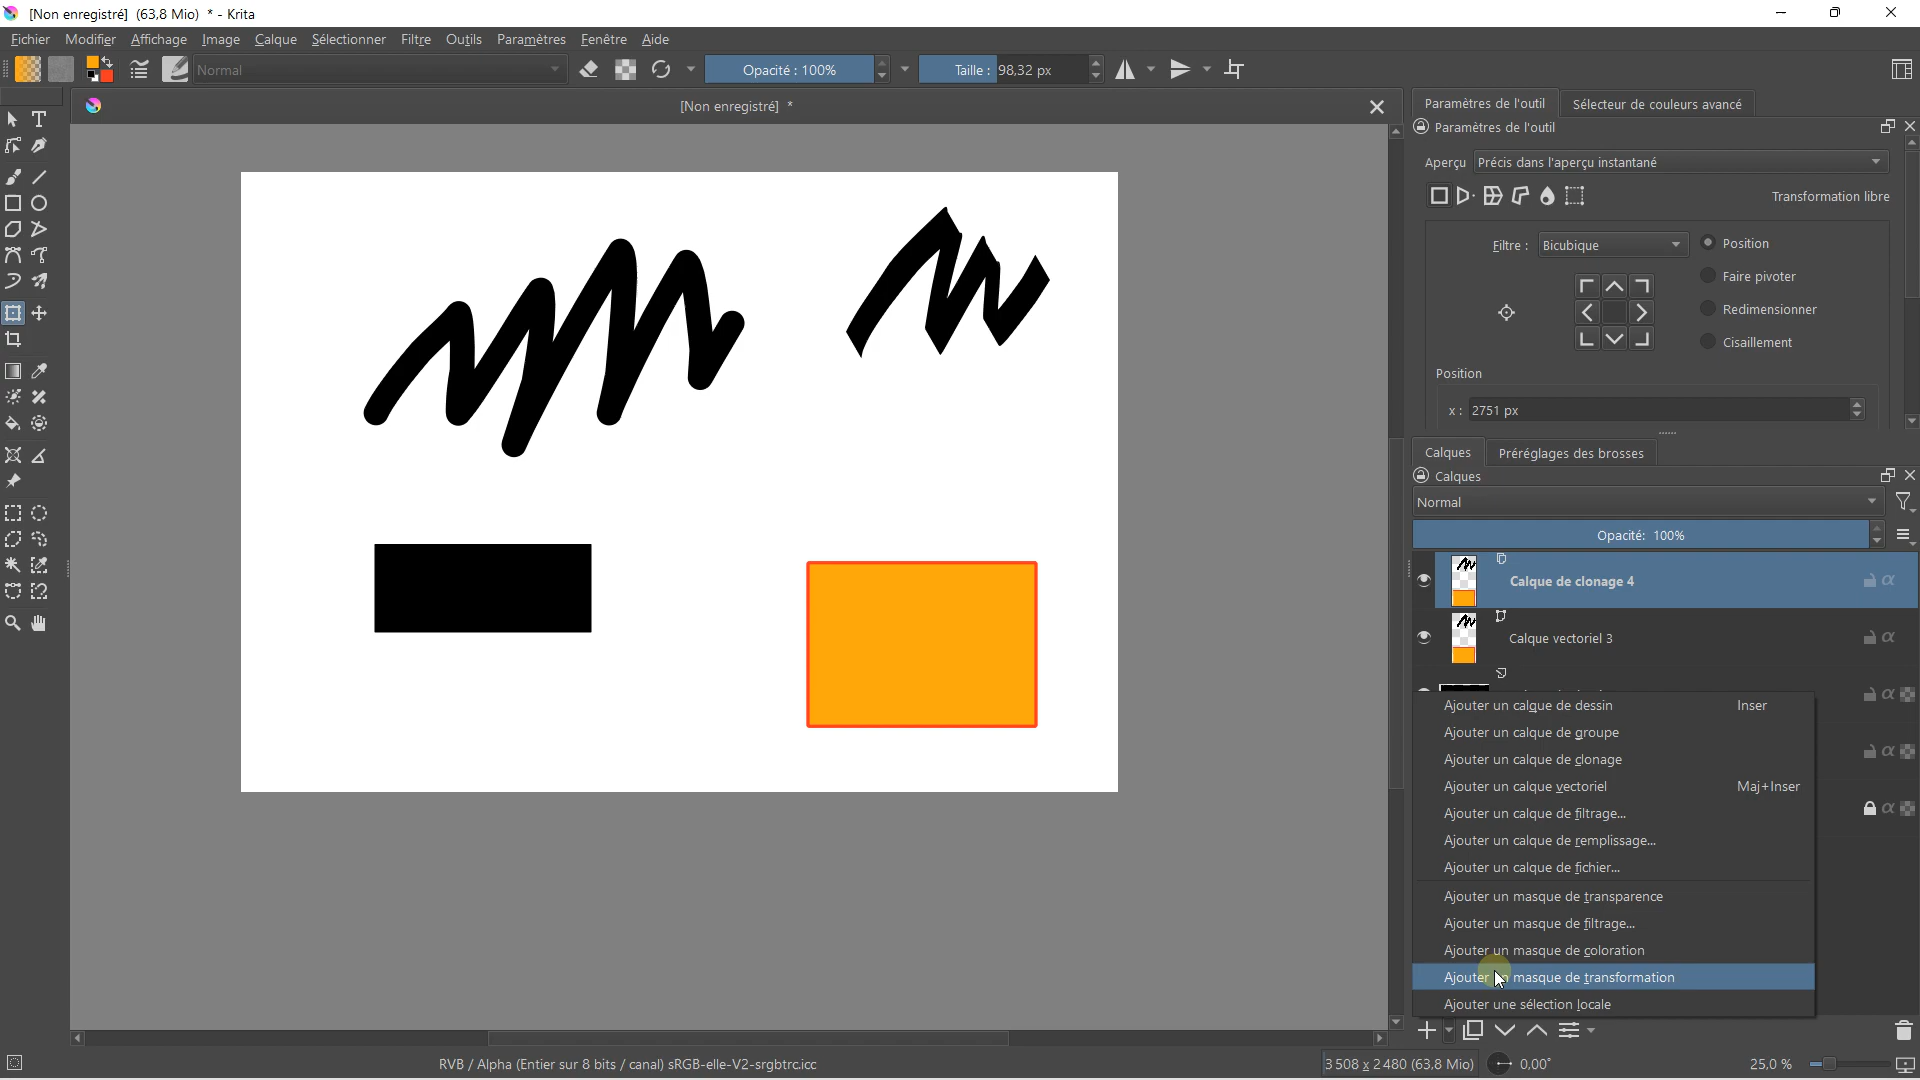 [Non enregistré] (63,8 Mio) * - Krita
Fichier Modifier Affichage Image Calque Sélectionner Filtre Outils Paramètres Fenêtre Aide
Normal
Opacité : 100%
Taille : 98,32 px
[Non enregistré] *
Paramètres de l'outil
Sélecteur de couleurs avancé
Paramètres de l'outil
Aperçu Précis dans l'aperçu instantané
Transformation libre
Filtre : Bicubique
Position
Faire pivoter
Redimensionner
Cisaillement
Position
x : 2751 px
Calques
Préréglages des brosses
Calques
Normal
Opacité: 100%
Calque de clonage 4
Calque vectoriel 3
Ajouter un calque de dessin Inser
Ajouter un calque de groupe
Ajouter un calque de clonage
Ajouter un calque vectoriel Maj+Inser
Ajouter un calque de filtrage...
Ajouter un calque de remplissage...
Ajouter un calque de fichier...
Ajouter un masque de transparence
Ajouter un masque de filtrage...
Ajouter un masque de coloration
Ajouter un masque de transformation
Ajouter une sélection locale
RVB / Alpha (Entier sur 8 bits / canal) sRGB-elle-V2-srgbtrc.icc
3 508 x 2 480 (63,8 Mio)
0,00°
25,0 %